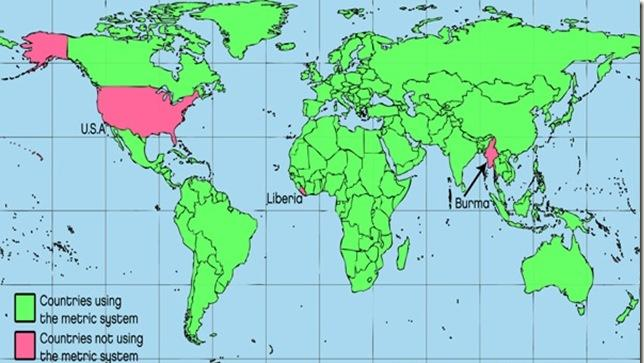 U.S.A
Liberia
Burma
Countries using
the metric system
Countries not using
the metric system